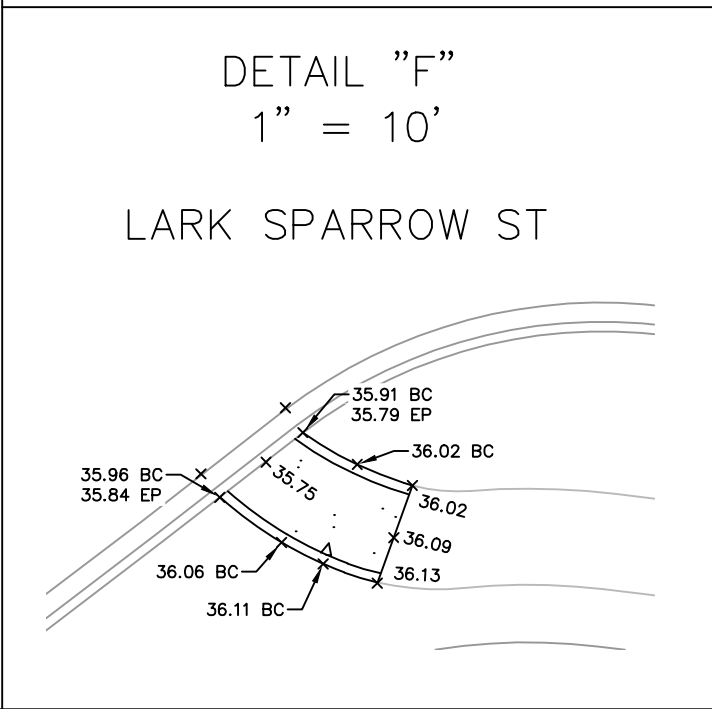 DETAIL "F"
1" = 10'
LARK SPARROW ST
35.91 BC
35.79 EP
36.02 BC
35.96 BC
35.84 EP
35.75
36.02
36.09
36.06 BC
36.13
36.11 BC